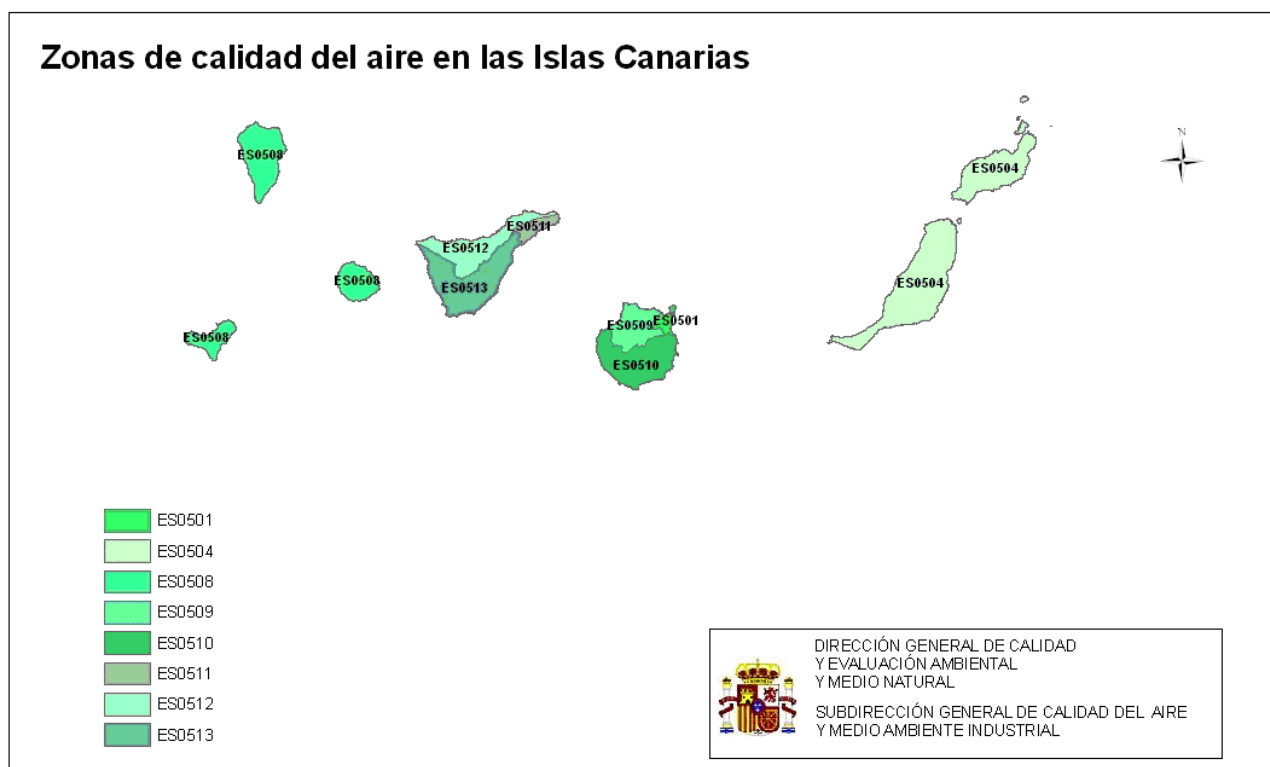 Zonas de calidad del aire en las Islas Canarias
N
ES0508
ES0504
ES0511
ES0512
ES0508
ES0513
ES0504
ES0508
ES0509
ES0501
ES0510
ES0501
ES0504
ES0508
ES0509
ES0510
ES0511
ES0512
ES0513
DIRECCIÓN GENERAL DE CALIDAD
Y EVALUACIÓN AMBIENTAL
Y MEDIO NATURAL
SUBDIRECCIÓN GENERAL DE CALIDAD DEL AIRE
Y MEDIO AMBIENTE INDUSTRIAL